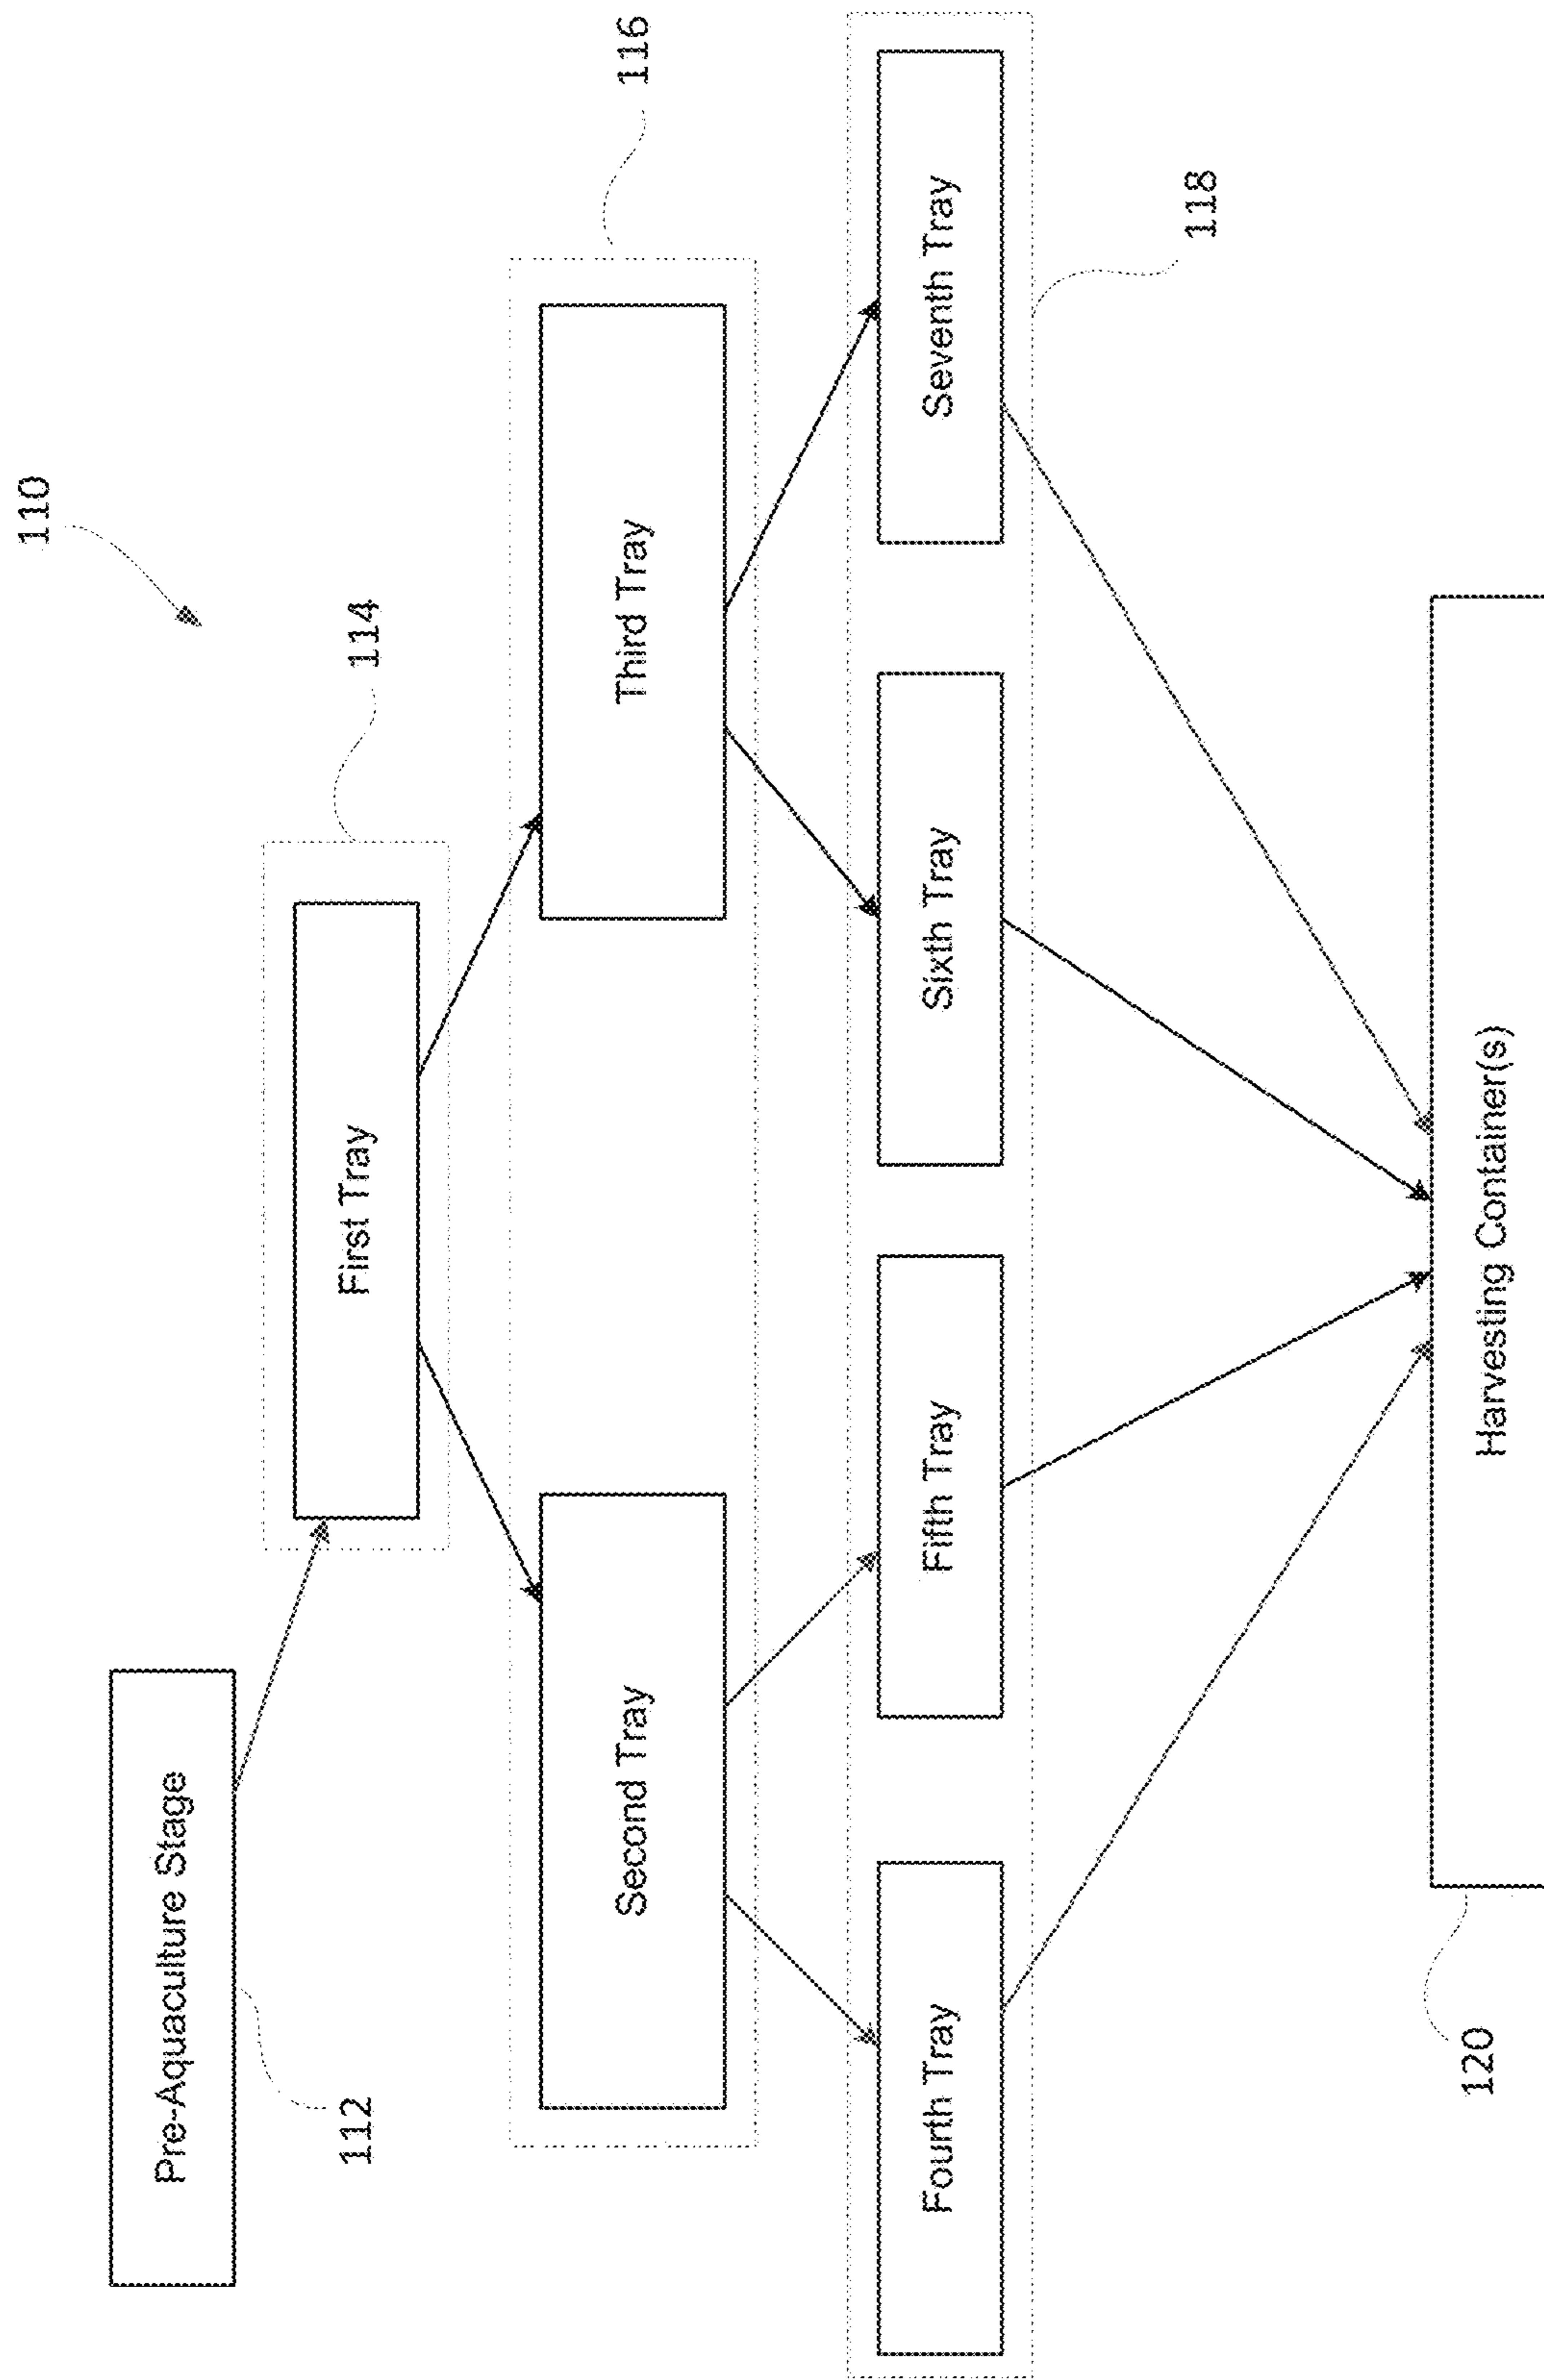 110
Pre-Aquaculture Stage
112
First Tray
114
Second Tray
Third Tray
116
Fourth Tray
Fifth Tray
Sixth Tray
Seventh Tray
118
Harvesting Container(s)
120